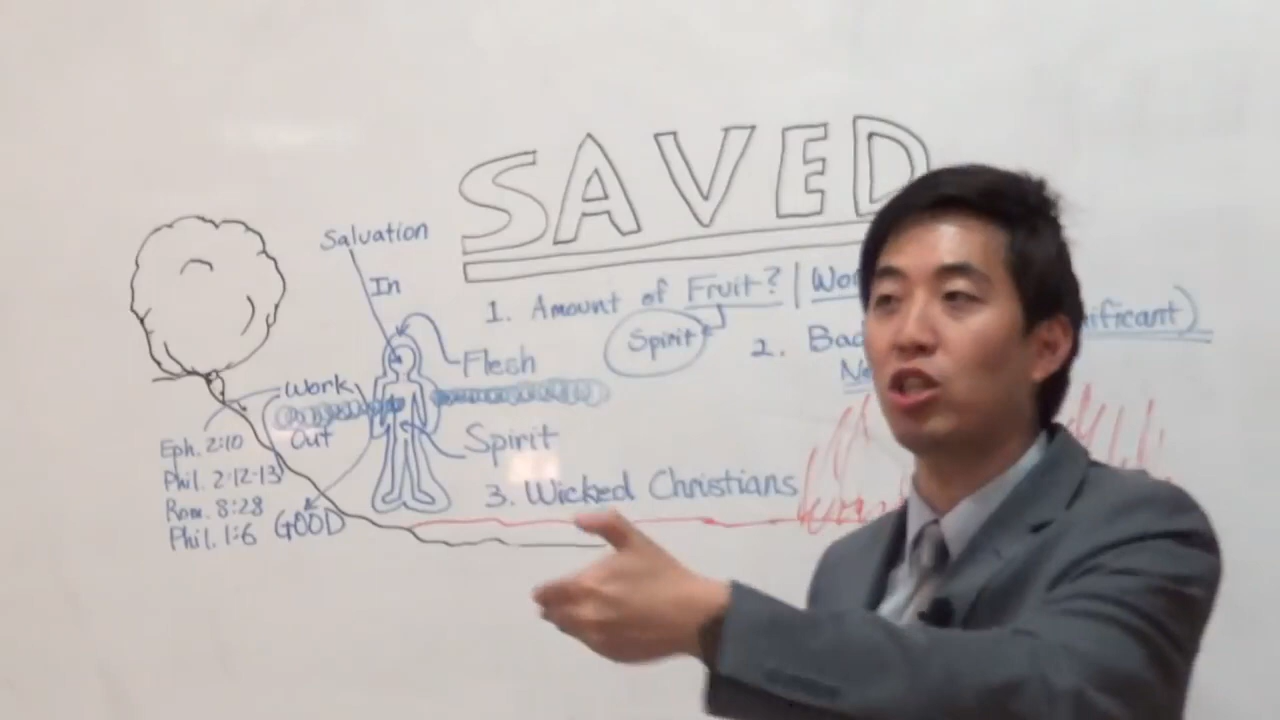 SAVED
Salvation
In
1. Amount of Fruit? |
Spirit
2.
Flesh
Work
Out
Spirit
Eph. 2:10
Phil. 2:12-13
Rom. 8:28
Phil. 1:6
GOOD
3. Wicked Christians